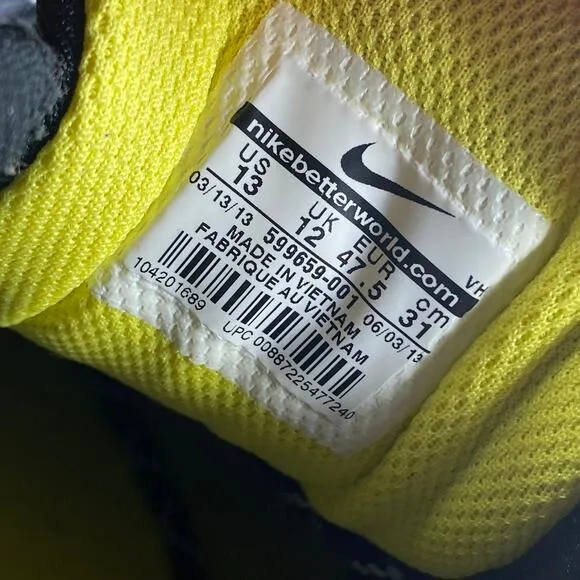 nikebetterworld.com
US UK EUR cm VH
13 12 47.5 31
03/13/13 599659-001 06/03/13
MADE IN VIETNAM
FABRIQUE AU VIETNAM
104201689 UPC 00887225477240